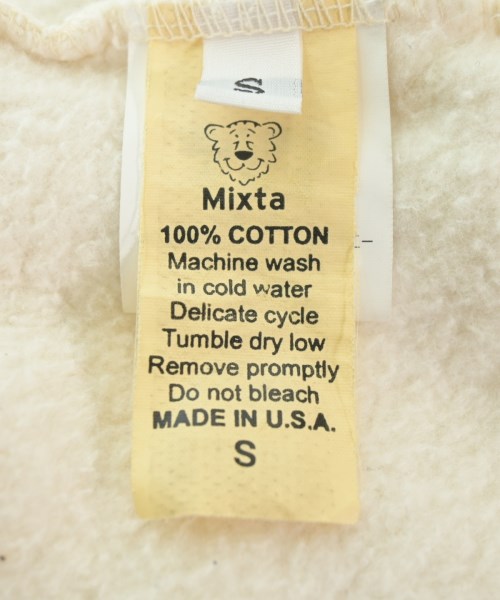 S
Mixta
100% COTTON
Machine wash
in cold water
Delicate cycle
Tumble dry low
Remove promptly
Do not bleach
MADE IN U.S.A.
S